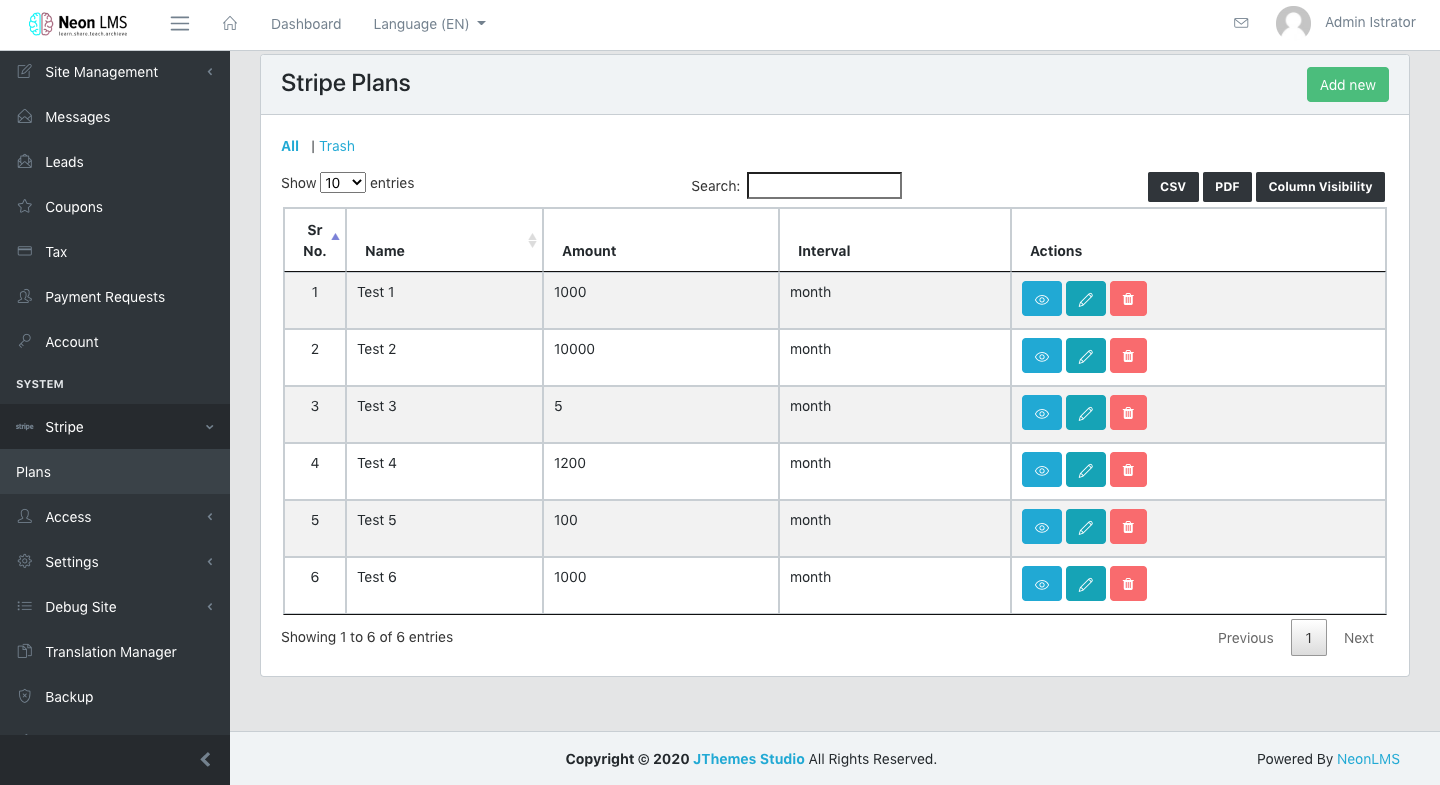 Neon LMS
learn.share.teach.archieve
Dashboard
Language (EN)
Admin Istrator
Site Management
Messages
Leads
Coupons
Tax
Payment Requests
Account
SYSTEM
stripe Stripe
Plans
Access
Settings
Debug Site
Translation Manager
Backup
Stripe Plans
Add new
All | Trash
Show 10 entries
Search:
CSV PDF Column Visibility
Sr No. Name Amount Interval Actions
1 Test 1 1000 month
2 Test 2 10000 month
3 Test 3 5 month
4 Test 4 1200 month
5 Test 5 100 month
6 Test 6 1000 month
Showing 1 to 6 of 6 entries
Previous 1 Next
Copyright © 2020 JThemes Studio All Rights Reserved.
Powered By NeonLMS